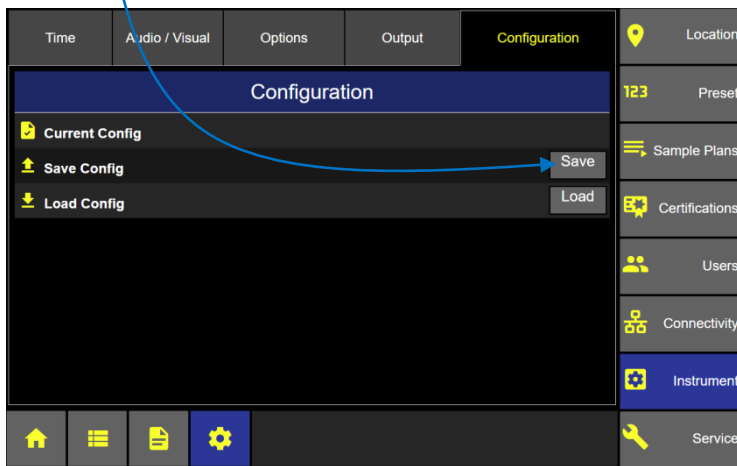 Time Audio / Visual Options Output Configuration
Configuration
Current Config
Save Config Save
Load Config Load
Location
123 Preset
Sample Plans
Certifications
Users
Connectivity
Instrument
Service